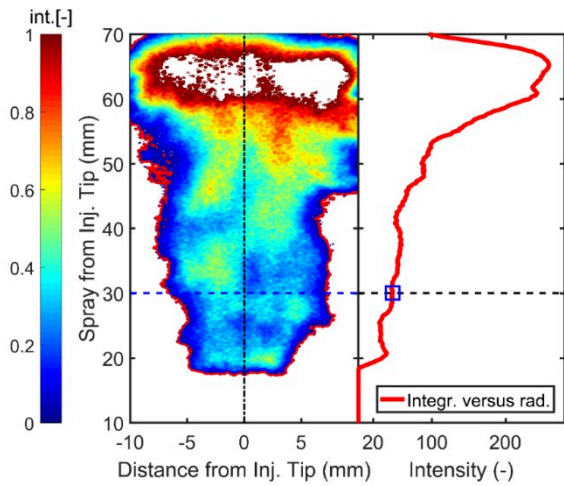 int.[-]
1
0.8
0.6
0.4
0.2
0
Spray from Inj. Tip (mm)
70
60
50
40
30
20
10
-10 -5 0 5
Distance from Inj. Tip (mm)
Integr. versus rad.
20 100 200
Intensity (-)